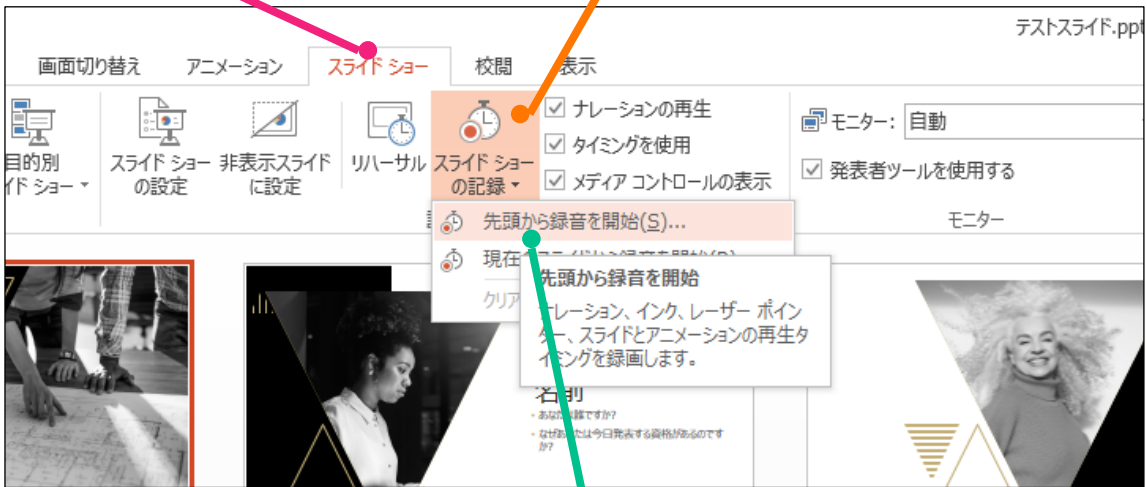 テストスライド.ppt
画面切り替え アニメーション スライド ショー 校閲 表示
目的別
イド ショー
スライド ショー
の設定
非表示スライド
に設定
リハーサル
スライド ショー
の記録
ナレーションの再生
タイミングを使用
メディア コントロールの表示
モニター: 自動
発表者ツールを使用する
モニター
先頭から録音を開始(S)...
現在
クリア
先頭から録音を開始
ナレーション、インク、レーザー ポイン
ター、スライドとアニメーションの再生タ
イミングを録画します。
名前
• あなたは誰ですか?
• なぜあなたは今日発表する資格があるのです
か?